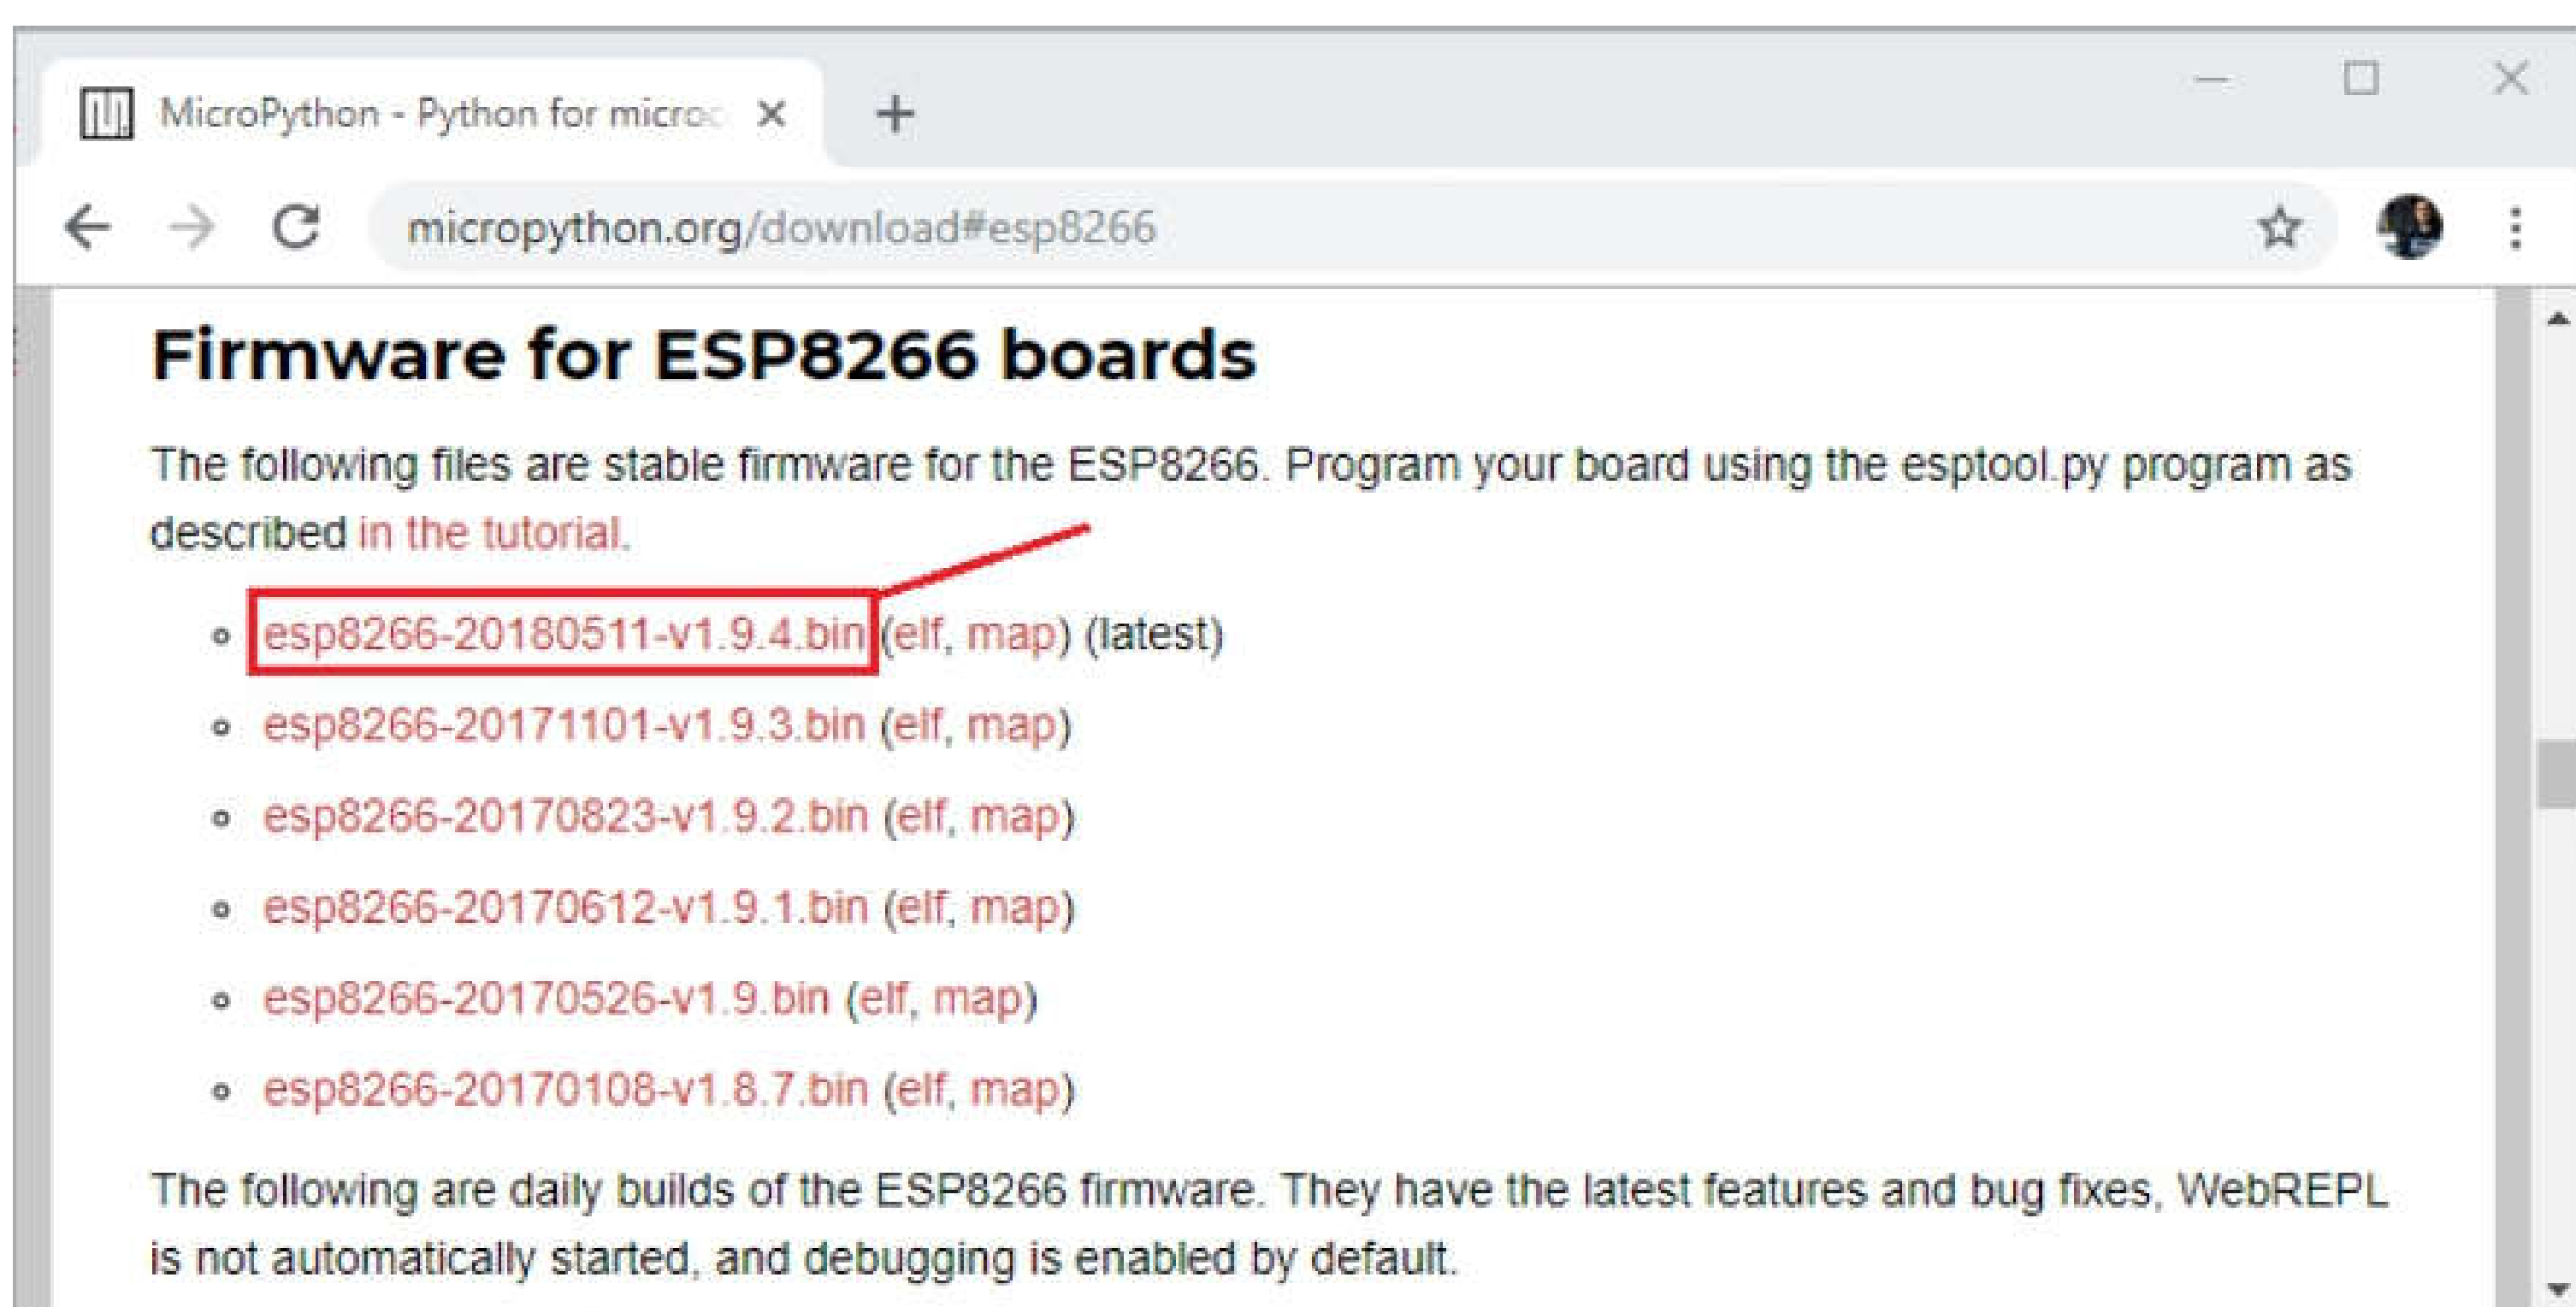 MicroPython - Python for microc
micropython.org/download#esp8266
Firmware for ESP8266 boards
The following files are stable firmware for the ESP8266. Program your board using the esptool.py program as
described in the tutorial.
esp8266-20180511-v1.9.4.bin (elf, map) (latest)
esp8266-20171101-v1.9.3.bin (elf, map)
esp8266-20170823-v1.9.2.bin (elf, map)
esp8266-20170612-v1.9.1.bin (elf, map)
esp8266-20170526-v1.9.bin (elf, map)
esp8266-20170108-v1.8.7.bin (elf, map)
The following are daily builds of the ESP8266 firmware. They have the latest features and bug fixes, WebREPL
is not automatically started, and debugging is enabled by default.